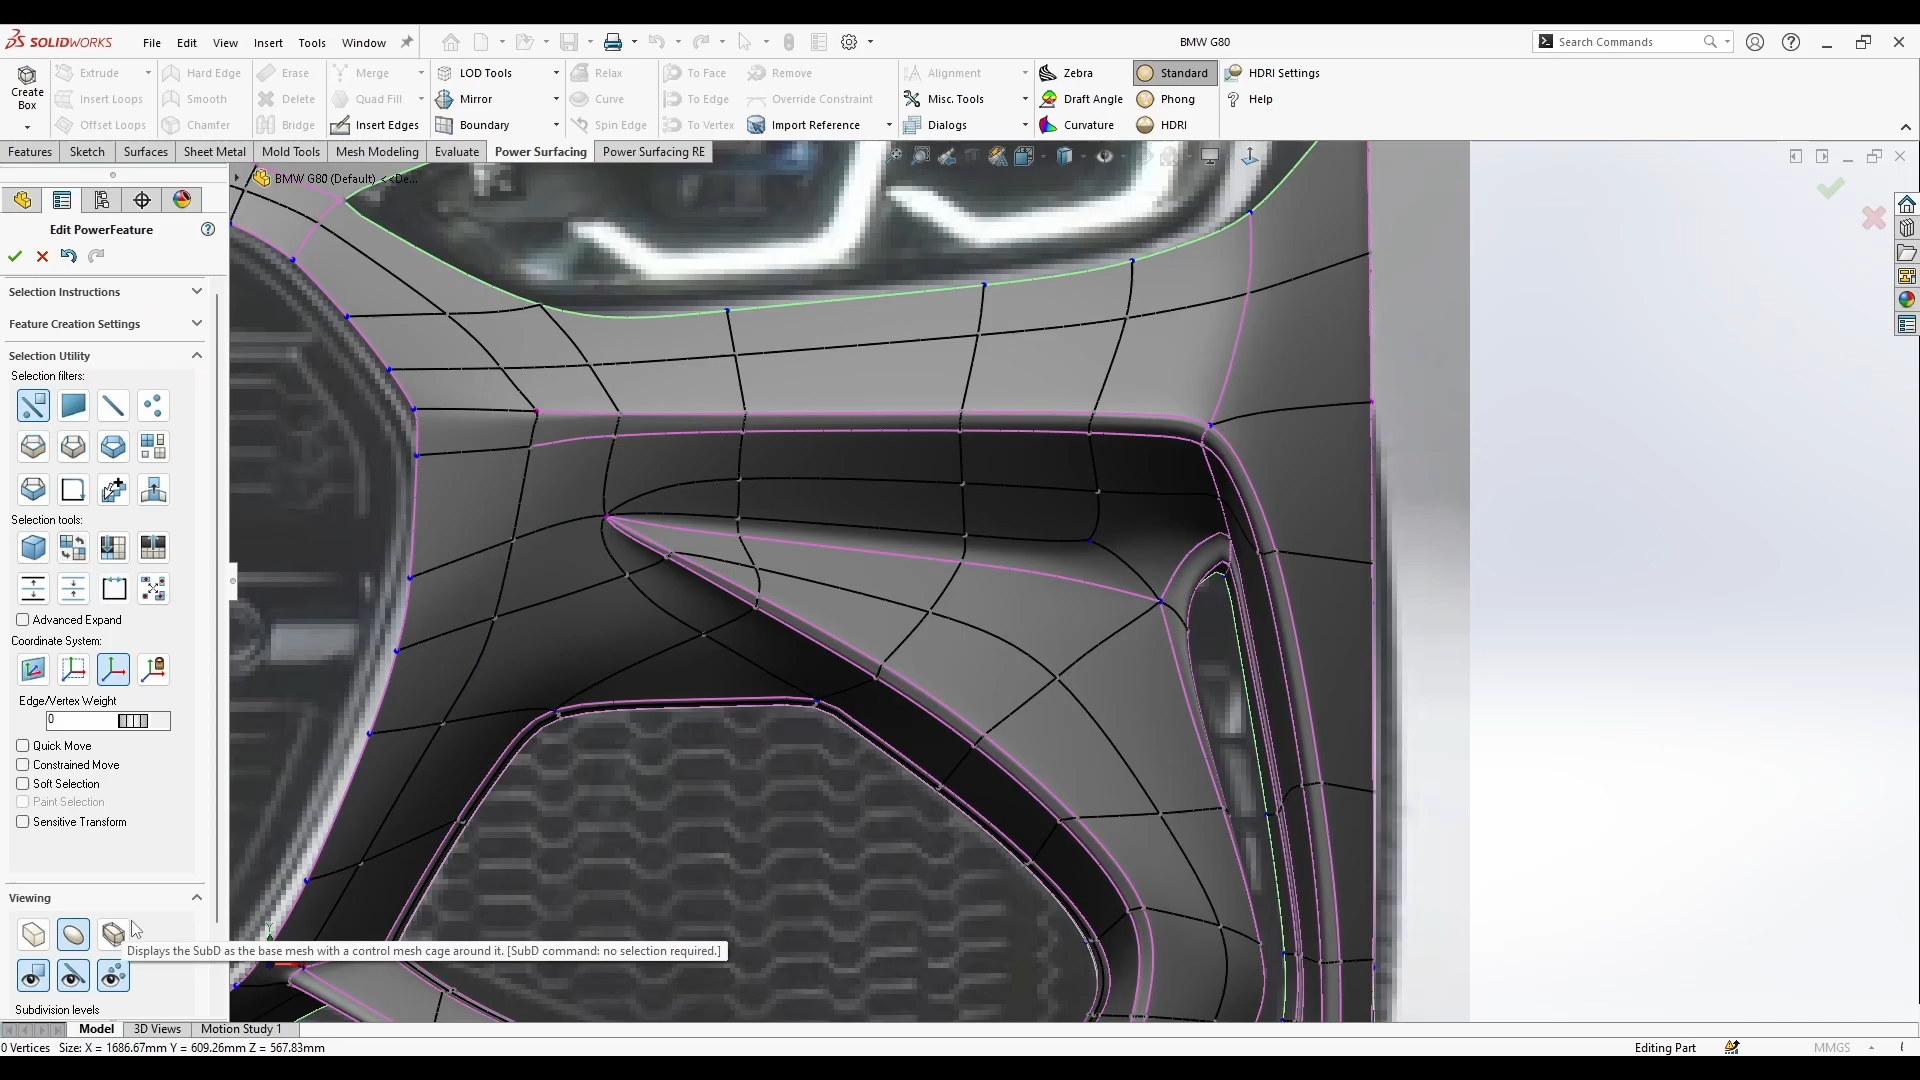 SOLIDWORKS File Edit View Insert Tools Window BMW G80 Search Commands
Extrude Hard Edge Erase Merge LOD Tools Relax To Face Remove Alignment Zebra Standard HDRI Settings
Create Box Insert Loops Smooth Delete Quad Fill Mirror Curve To Edge Override Constraint Misc. Tools Draft Angle Phong Help
Offset Loops Chamfer Bridge Insert Edges Boundary Spin Edge To Vertex Import Reference Dialogs Curvature HDRI
Features Sketch Surfaces Sheet Metal Mold Tools Mesh Modeling Evaluate Power Surfacing Power Surfacing RE
BMW G80 (Default) <<De...
Edit PowerFeature
Selection Instructions
Feature Creation Settings
Selection Utility
Selection filters:
Selection tools:
Advanced Expand
Coordinate System:
Edge/Vertex Weight
0
Quick Move
Constrained Move
Soft Selection
Paint Selection
Sensitive Transform
Viewing
Displays the SubD as the base mesh with a control mesh cage around it. [SubD command: no selection required.]
Subdivision levels
Model 3D Views Motion Study 1
0 Vertices Size: X = 1686.67mm Y = 609.26mm Z = 567.83mm Editing Part MMGS